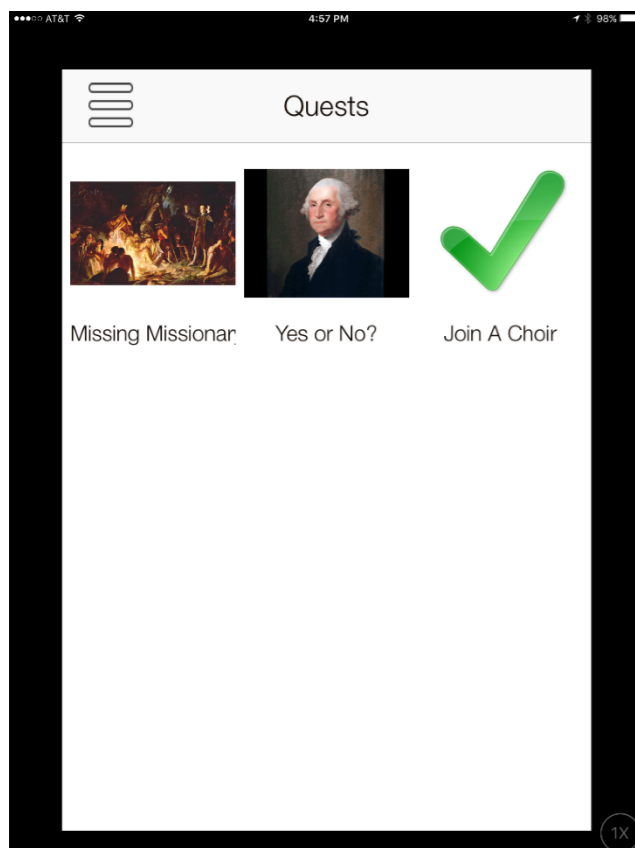 ●●●○○ AT&T 4:57 PM 98%
Quests
Missing Missionar
Yes or No?
Join A Choir
1X